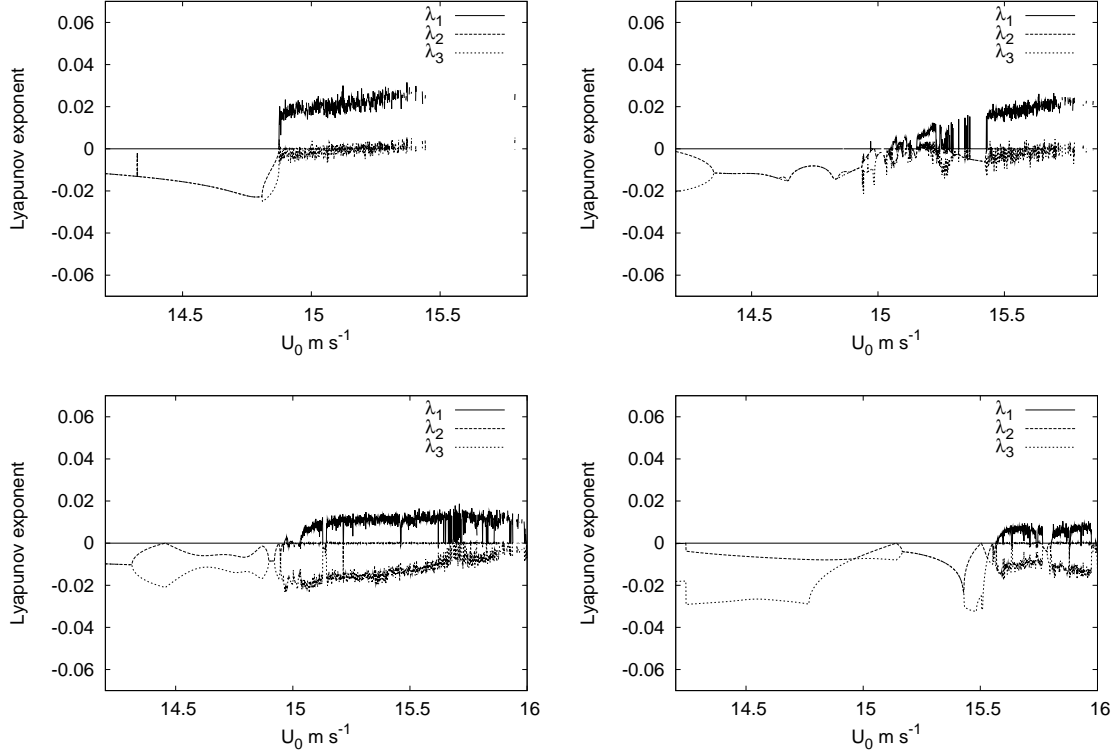 0.06
0.04
0.02
0
-0.02
-0.04
-0.06
14.5 15 15.5
Lyapunov exponent
U₀ m s⁻¹
λ₁
λ₂
λ₃
0.06
0.04
0.02
0
-0.02
-0.04
-0.06
14.5 15 15.5
Lyapunov exponent
U₀ m s⁻¹
λ₁
λ₂
λ₃
0.06
0.04
0.02
0
-0.02
-0.04
-0.06
14.5 15 15.5 16
Lyapunov exponent
U₀ m s⁻¹
λ₁
λ₂
λ₃
0.06
0.04
0.02
0
-0.02
-0.04
-0.06
14.5 15 15.5 16
Lyapunov exponent
U₀ m s⁻¹
λ₁
λ₂
λ₃